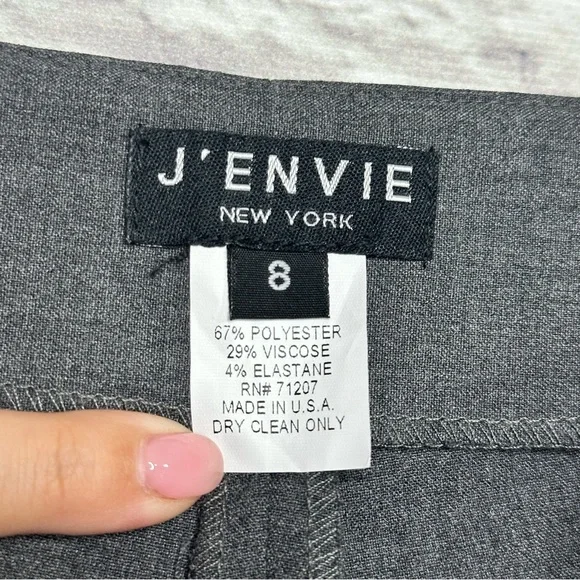 J'ENVIE
NEW YORK
8
67% POLYESTER
29% VISCOSE
4% ELASTANE
RN# 71207
MADE IN U.S.A.
DRY CLEAN ONLY